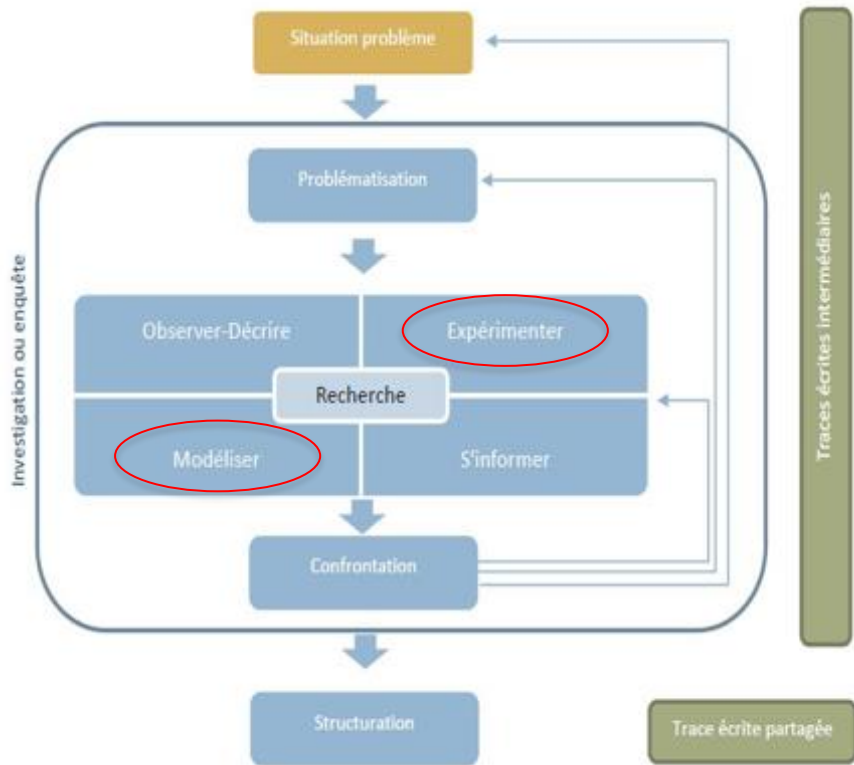 Situation problème
Problématisation
Investigation ou enquête
Observer-Décrire
Expérimenter
Recherche
Modéliser
S'informer
Confrontation
Structuration
Traces écrites intermédiaires
Trace écrite partagée